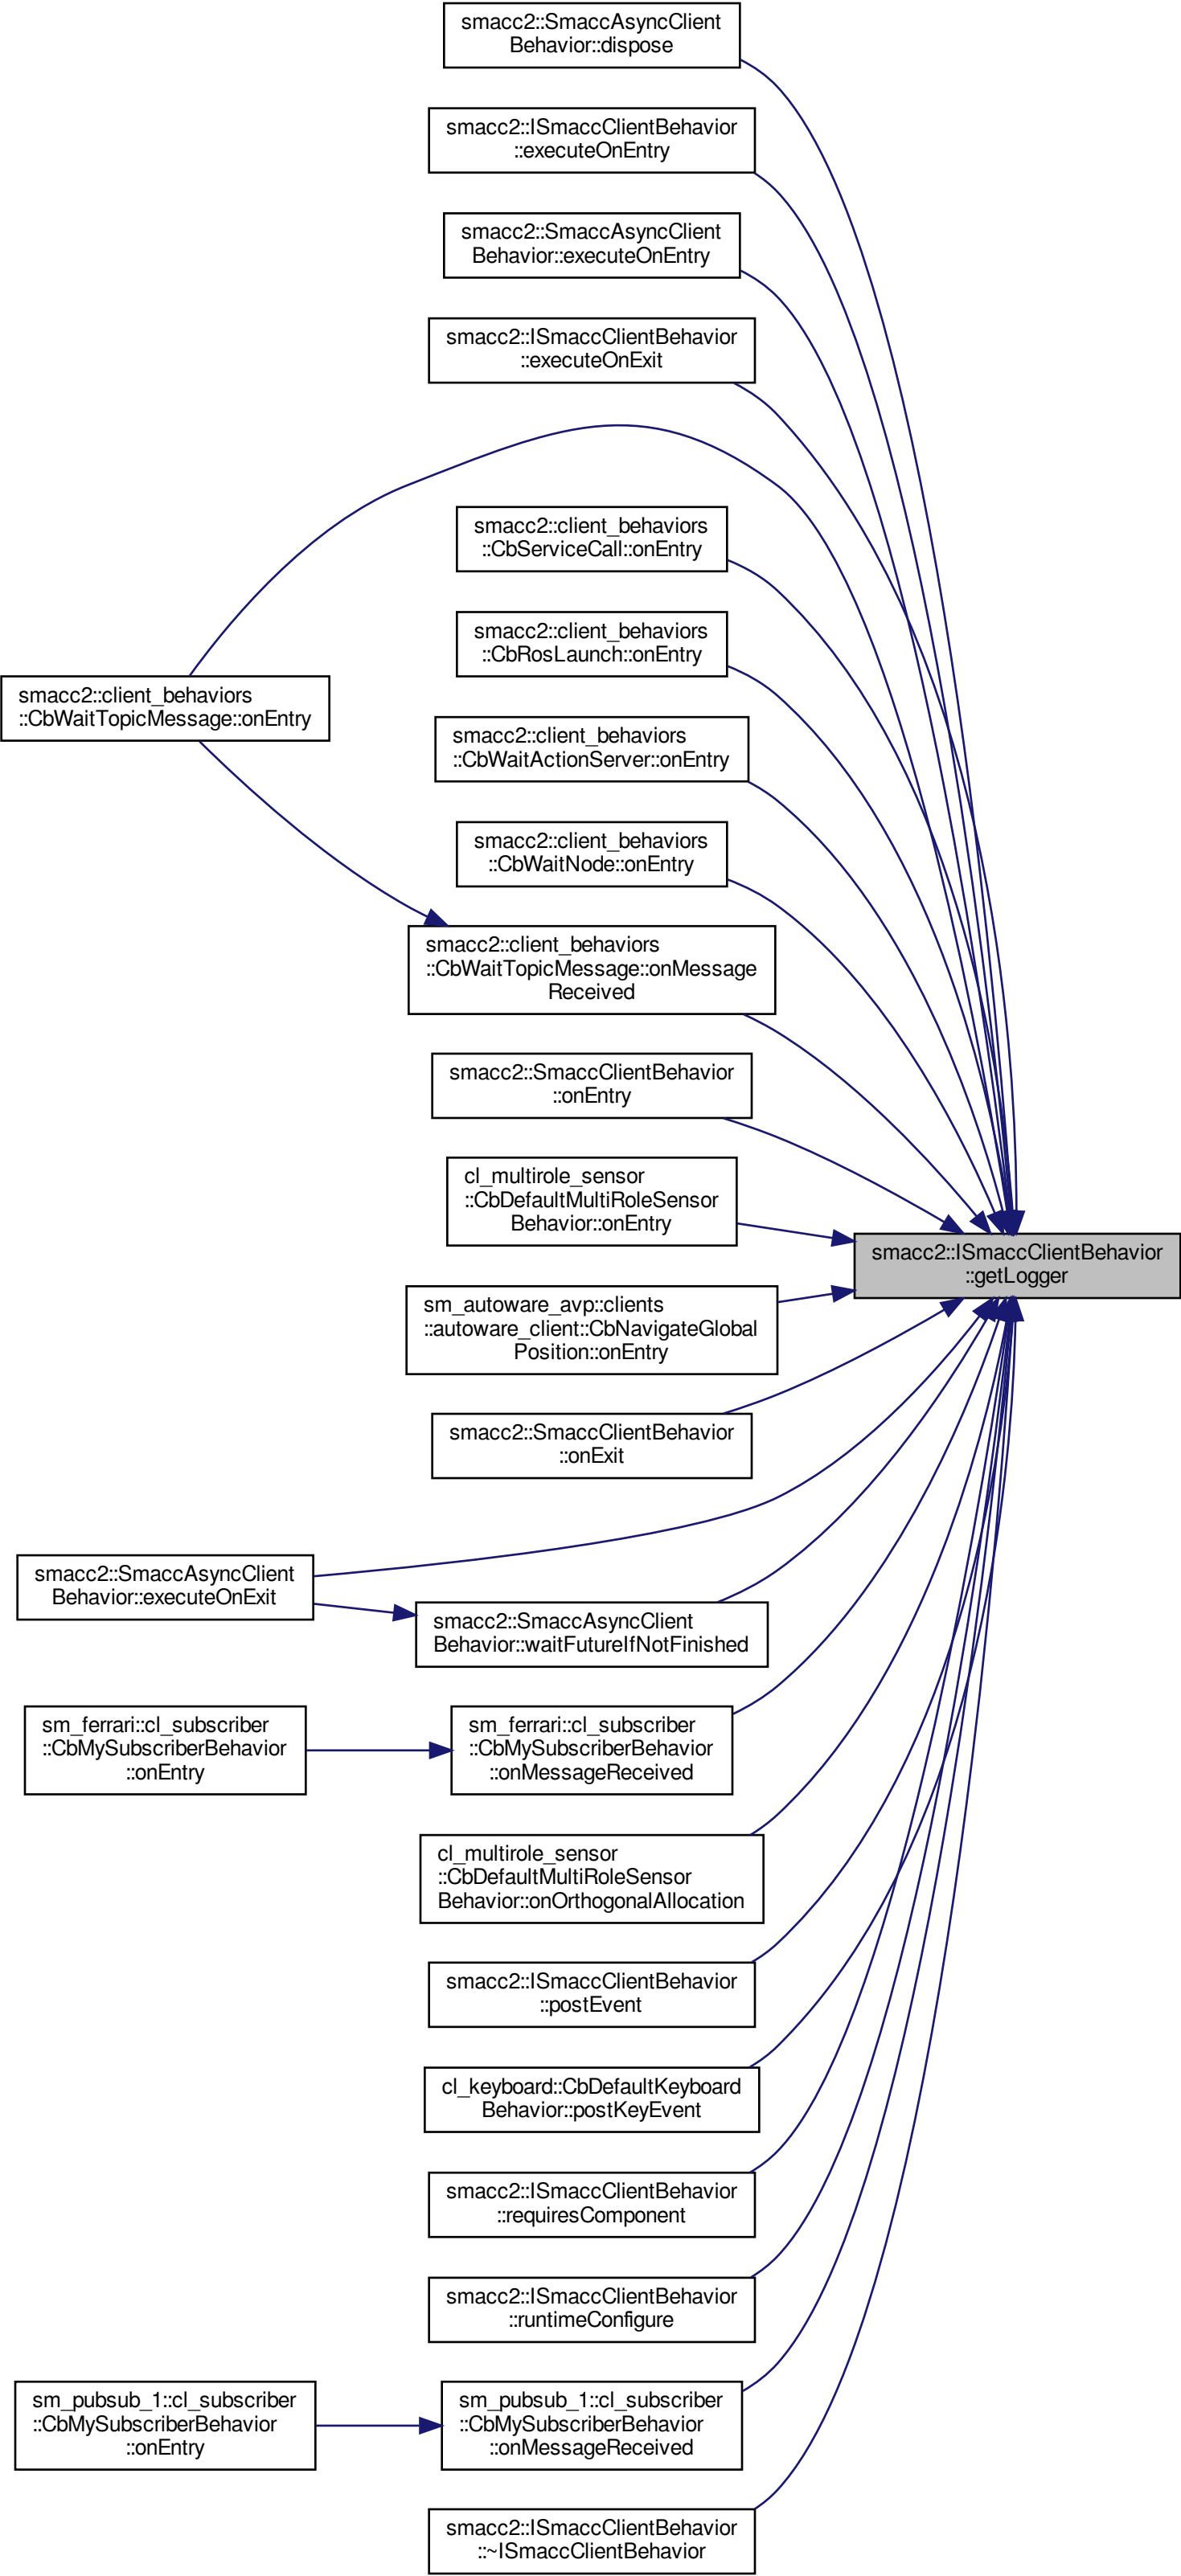 smacc2::SmaccAsyncClient
Behavior::dispose
smacc2::ISmaccClientBehavior
::executeOnEntry
smacc2::SmaccAsyncClient
Behavior::executeOnEntry
smacc2::ISmaccClientBehavior
::executeOnExit
smacc2::client_behaviors
::CbServiceCall::onEntry
smacc2::client_behaviors
::CbRosLaunch::onEntry
smacc2::client_behaviors
::CbWaitTopicMessage::onEntry
smacc2::client_behaviors
::CbWaitActionServer::onEntry
smacc2::client_behaviors
::CbWaitNode::onEntry
smacc2::client_behaviors
::CbWaitTopicMessage::onMessage
Received
smacc2::SmaccClientBehavior
::onEntry
cl_multirole_sensor
::CbDefaultMultiRoleSensor
Behavior::onEntry
smacc2::ISmaccClientBehavior
::getLogger
sm_autoware_avp::clients
::autoware_client::CbNavigateGlobal
Position::onEntry
smacc2::SmaccClientBehavior
::onExit
smacc2::SmaccAsyncClient
Behavior::executeOnExit
smacc2::SmaccAsyncClient
Behavior::waitFutureIfNotFinished
sm_ferrari::cl_subscriber
::CbMySubscriberBehavior
::onEntry
sm_ferrari::cl_subscriber
::CbMySubscriberBehavior
::onMessageReceived
cl_multirole_sensor
::CbDefaultMultiRoleSensor
Behavior::onOrthogonalAllocation
smacc2::ISmaccClientBehavior
::postEvent
cl_keyboard::CbDefaultKeyboard
Behavior::postKeyEvent
smacc2::ISmaccClientBehavior
::requiresComponent
smacc2::ISmaccClientBehavior
::runtimeConfigure
sm_pubsub_1::cl_subscriber
::CbMySubscriberBehavior
::onEntry
sm_pubsub_1::cl_subscriber
::CbMySubscriberBehavior
::onMessageReceived
smacc2::ISmaccClientBehavior
::~ISmaccClientBehavior